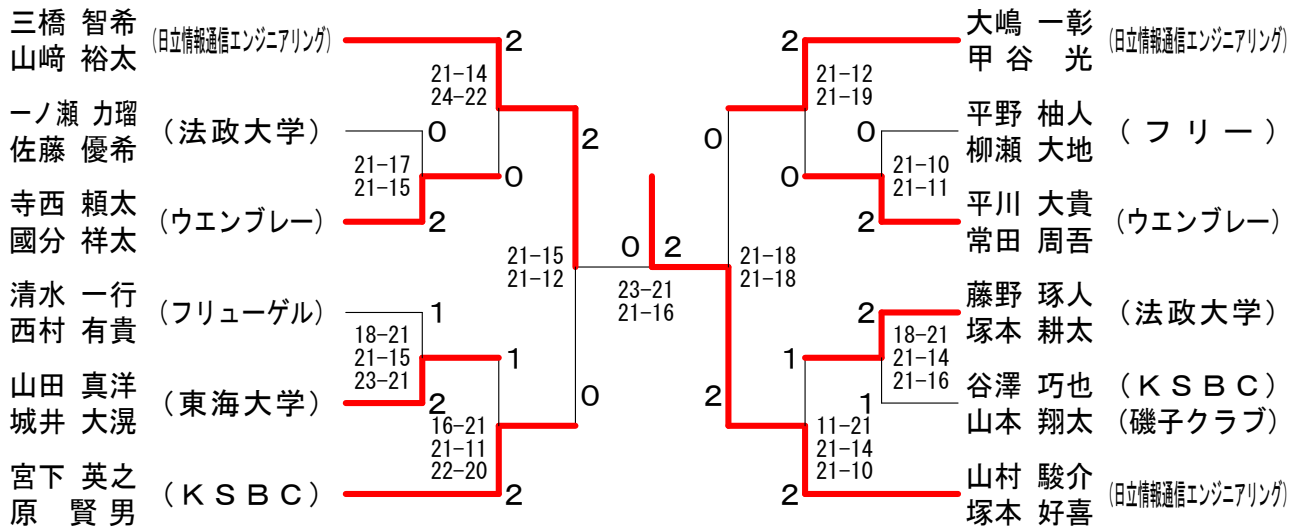 三橋 智希
山﨑 裕太
(日立情報通信エンジニアリング)
一ノ瀬 力瑠
佐藤 優希
(法政大学)
寺西 頼太
國分 祥太
(ウエンブレー)
清水 一行
西村 有貴
(フリューゲル)
山田 真洋
城井 大滉
(東海大学)
宮下 英之
原 賢男
(KSBC)
2
21-14
24-22
0
21-17
21-15
2
0
2
1
18-21
21-15
23-21
2
1
16-21
21-11
22-20
2
0
21-15
21-12
0
2
23-21
21-16
2
21-12
21-19
0
0
21-10
21-11
2
0
21-18
21-18
2
2
18-21
21-14
21-16
1
1
11-21
21-14
21-10
2
大嶋 一彰
甲谷 光
(日立情報通信エンジニアリング)
平野 柚人
柳瀬 大地
(フリー)
平川 大貴
常田 周吾
(ウエンブレー)
藤野 琢人
塚本 耕太
(法政大学)
谷澤 巧也 (KSBC)
山本 翔太 (磯子クラブ)
山村 駿介
塚本 好喜
(日立情報通信エンジニアリング)